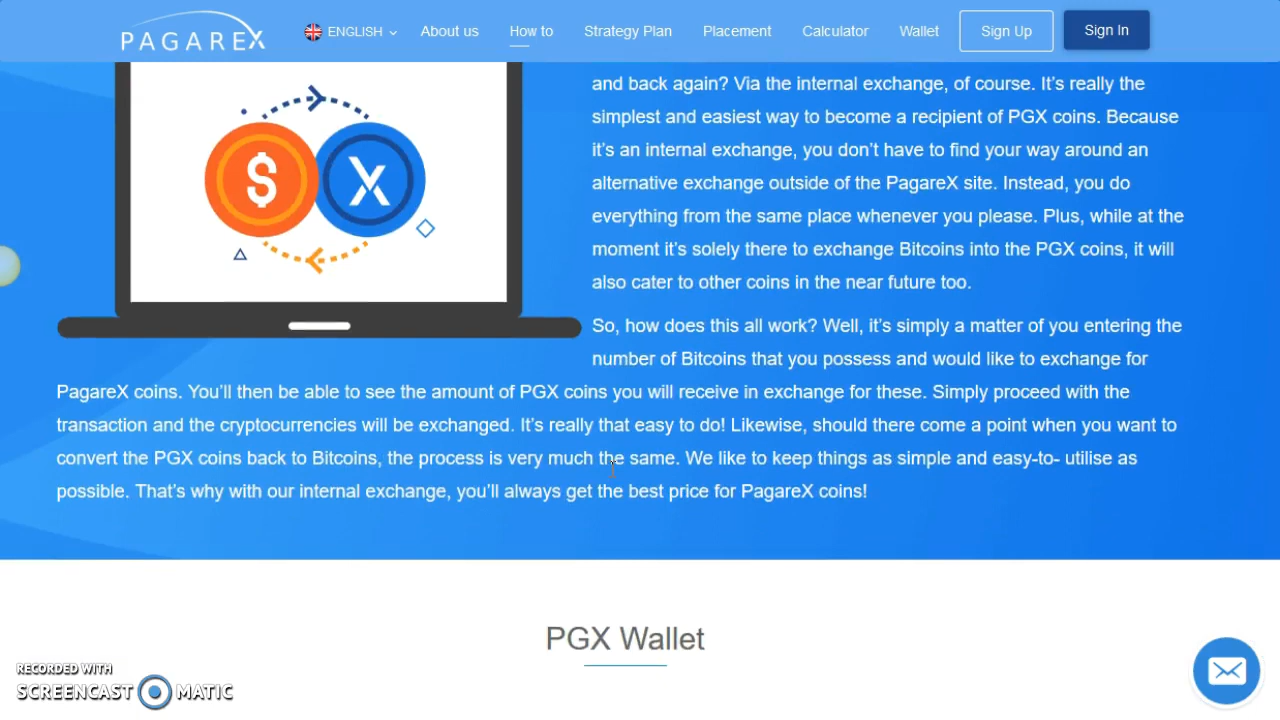 PAGAREX
ENGLISH
About us
How to
Strategy Plan
Placement
Calculator
Wallet
Sign Up
Sign In
and back again? Via the internal exchange, of course. It’s really the
simplest and easiest way to become a recipient of PGX coins. Because
it’s an internal exchange, you don’t have to find your way around an
alternative exchange outside of the PagareX site. Instead, you do
everything from the same place whenever you please. Plus, while at the
moment it’s solely there to exchange Bitcoins into the PGX coins, it will
also cater to other coins in the near future too.
So, how does this all work? Well, it’s simply a matter of you entering the
number of Bitcoins that you possess and would like to exchange for
PagareX coins. You’ll then be able to see the amount of PGX coins you will receive in exchange for these. Simply proceed with the
transaction and the cryptocurrencies will be exchanged. It’s really that easy to do! Likewise, should there come a point when you want to
convert the PGX coins back to Bitcoins, the process is very much the same. We like to keep things as simple and easy-to- utilise as
possible. That’s why with our internal exchange, you’ll always get the best price for PagareX coins!
PGX Wallet
RECORDED WITH
SCREENCAST MATIC